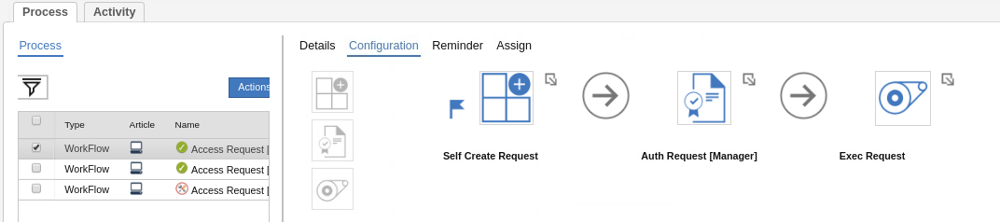 Process Activity
Process
Details Configuration Reminder Assign
Actions
Type Article Name
WorkFlow Access Request [
WorkFlow Access Request [
WorkFlow Access Request [
Self Create Request Auth Request [Manager] Exec Request